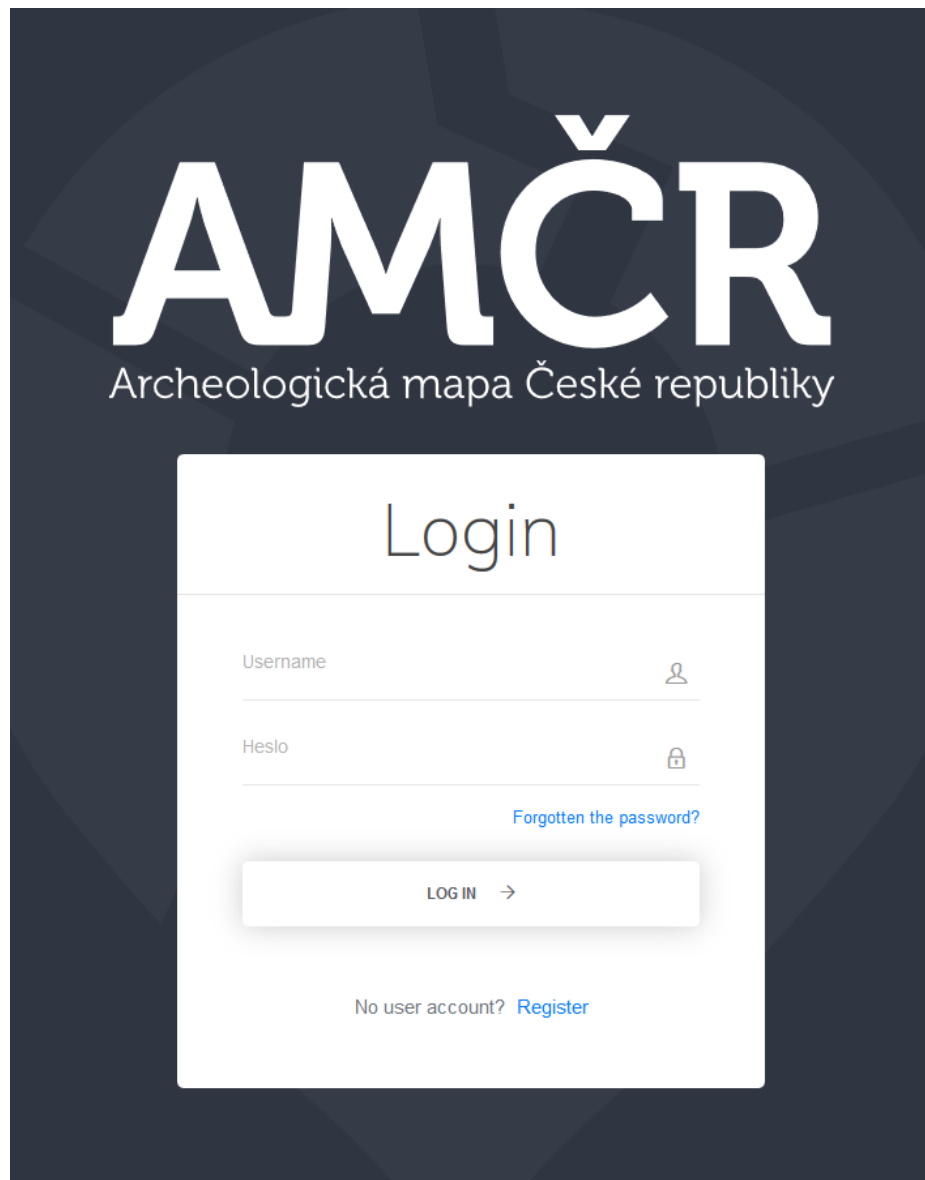 AMČR
Archeologická mapa České republiky
Login
Username
Heslo
Forgotten the password?
LOG IN →
No user account? Register